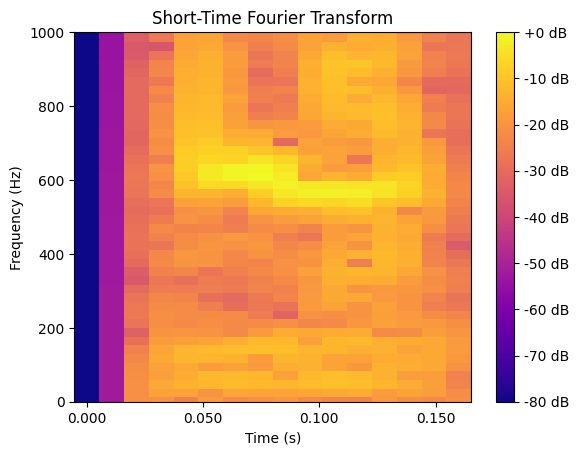 Short-Time Fourier Transform
1000
800
600
400
200
0
Frequency (Hz)
0.000
0.050
0.100
0.150
Time (s)
+0 dB
-10 dB
-20 dB
-30 dB
-40 dB
-50 dB
-60 dB
-70 dB
-80 dB